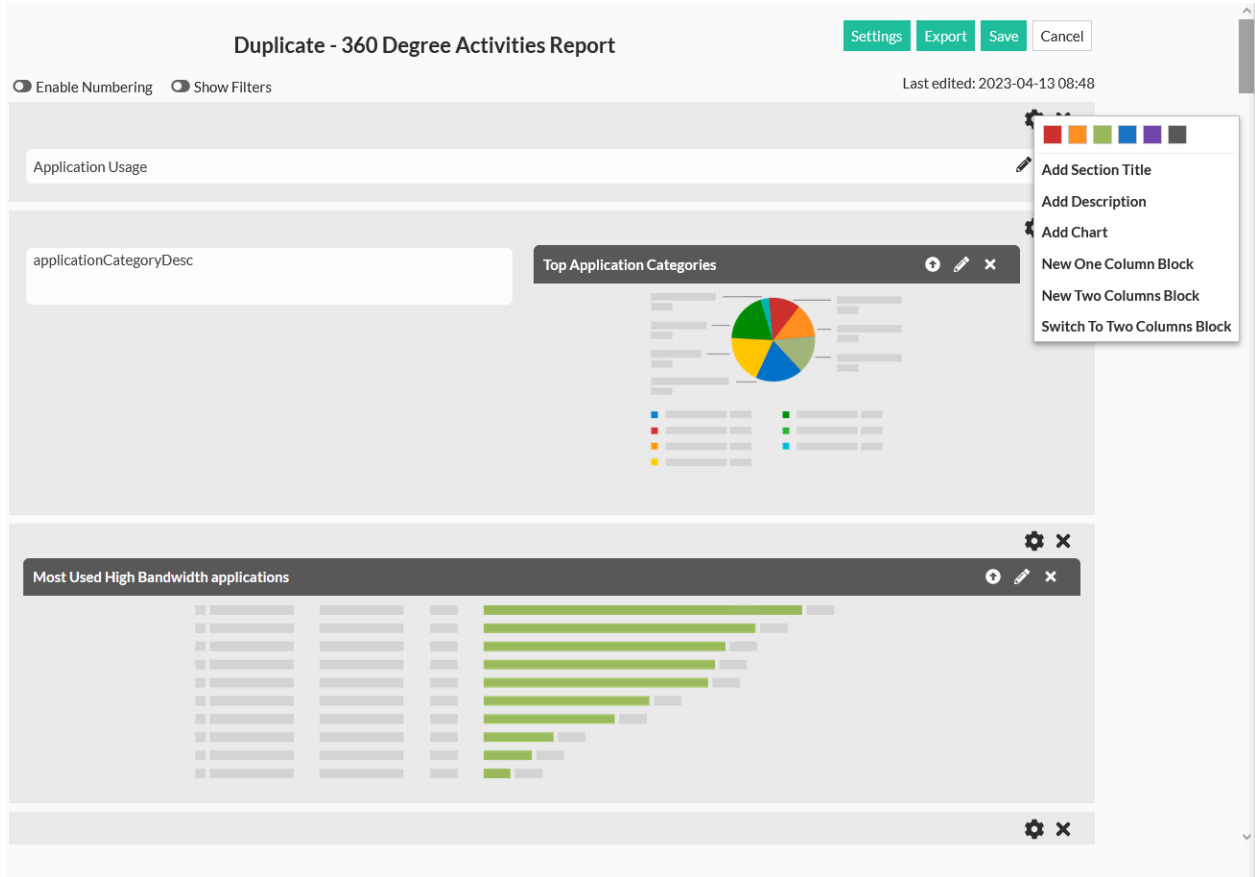 Duplicate - 360 Degree Activities Report
Settings
Export
Save
Cancel
Enable Numbering
Show Filters
Last edited: 2023-04-13 08:48
Application Usage
Add Section Title
Add Description
Add Chart
New One Column Block
New Two Columns Block
Switch To Two Columns Block
applicationCategoryDesc
Top Application Categories
Most Used High Bandwidth applications